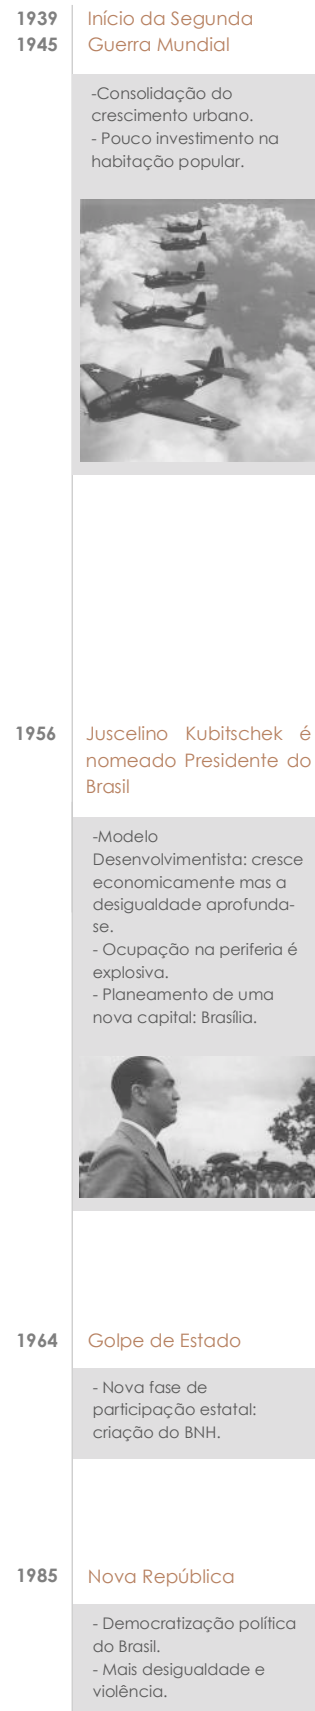 1939 Início da Segunda
1945 Guerra Mundial
-Consolidação do
crescimento urbano.
- Pouco investimento na
habitação popular.
1956 Juscelino Kubitschek é
nomeado Presidente do
Brasil
-Modelo
Desenvolvimentista: cresce
economicamente mas a
desigualdade aprofunda-
se.
- Ocupação na periferia é
explosiva.
- Planeamento de uma
nova capital: Brasília.
1964 Golpe de Estado
- Nova fase de
participação estatal:
criação do BNH.
1985 Nova República
- Democratização política
do Brasil.
- Mais desigualdade e
violência.